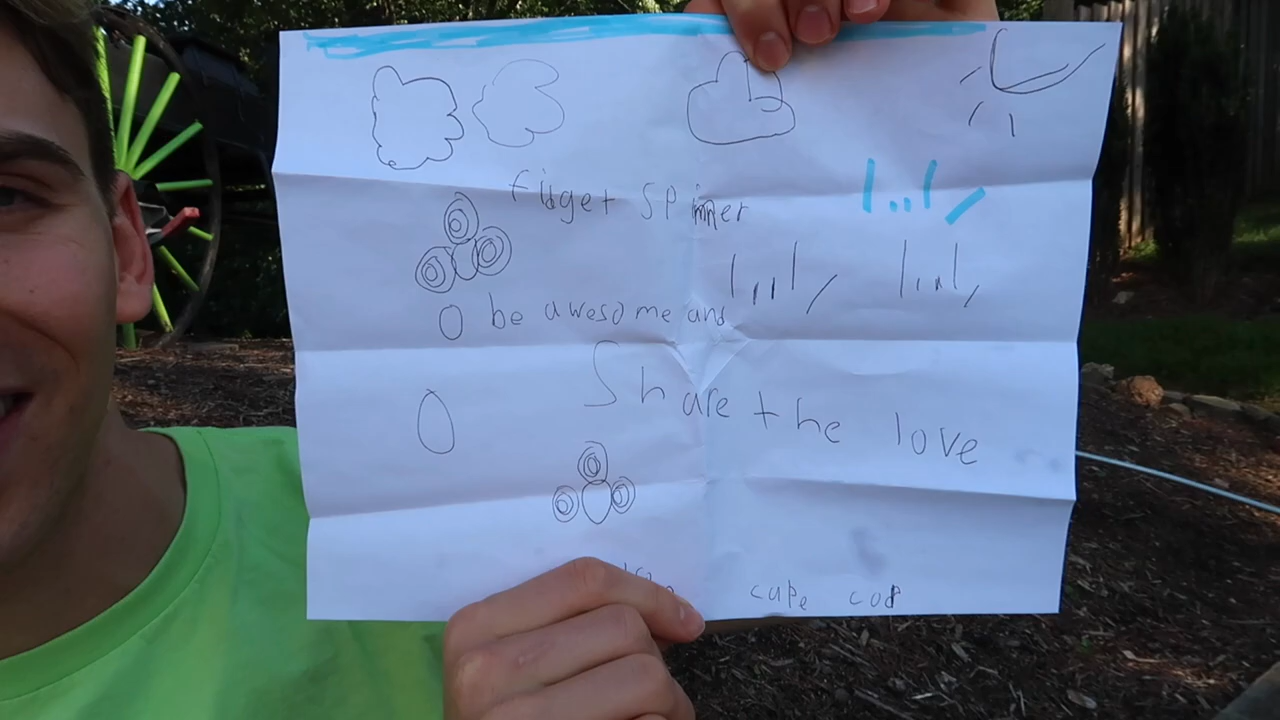 fidget spinner
be awesome and
Share the love
cape cod